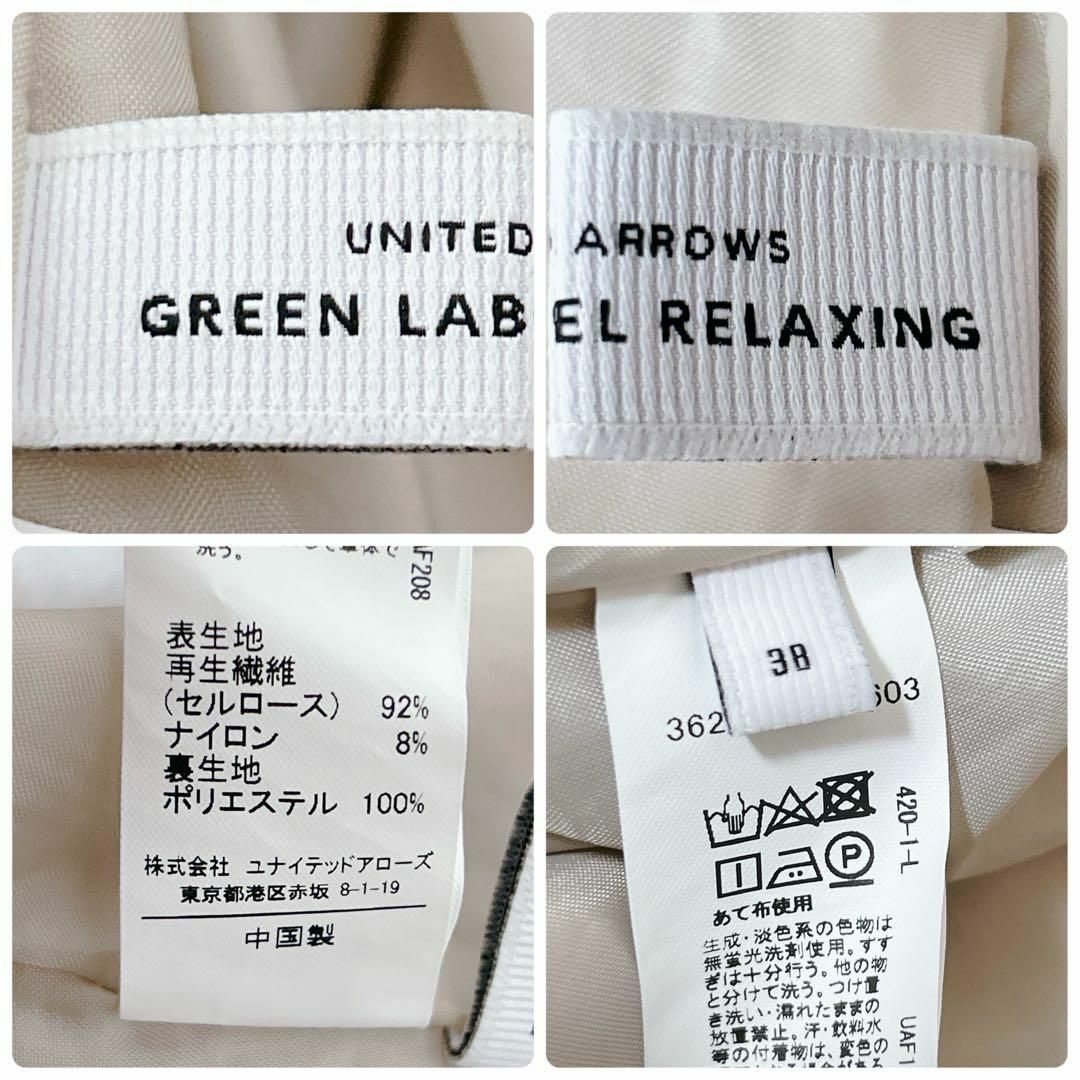 UNITED ARROWS
GREEN LABEL RELAXING
洗う。
AF208
表生地
再生繊維
(セルロース) 92%
ナイロン 8%
裏生地
ポリエステル 100%
株式会社 ユナイテッドアローズ
東京都港区赤坂 8-1-19
中国製
38
362
603
420-1-L
P
あて布使用
生成・淡色系の色物は
無蛍光洗剤使用。すす
ぎは十分行う。他の物
と分けて洗う。つけ置
き洗い・濡れたままの
放置禁止。汗・飲料水
等の付着物は、変色の
UAF1